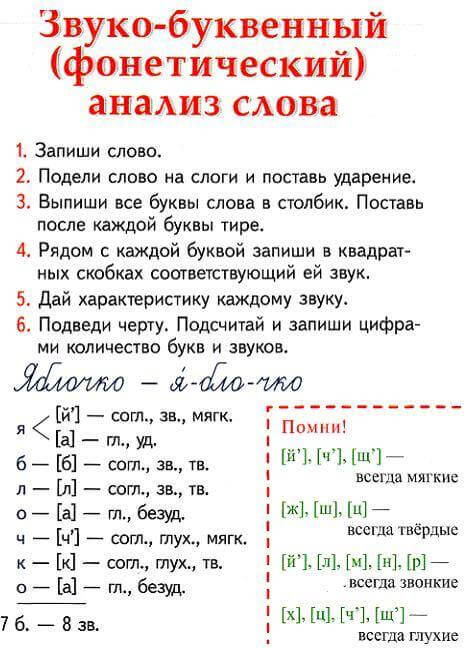 Звуко-буквенный
(фонетический)
анализ слова
1. Запиши слово.
2. Подели слово на слоги и поставь ударение.
3. Выпиши все буквы слова в столбик. Поставь
после каждой буквы тире.
4. Рядом с каждой буквой запиши в квадрат-
ных скобках соответствующий ей звук.
5. Дай характеристику каждому звуку.
6. Подведи черту. Подсчитай и запиши цифра-
ми количество букв и звуков.
Яблочко — я́-бло-чко
я < [й’] — согл., зв., мягк.
[а] — гл., уд.
б — [б] — согл., зв., тв.
л — [л] — согл., зв., тв.
о — [а] — гл., безуд.
ч — [ч’] — согл., глух., мягк.
к — [к] — согл., глух., тв.
о — [а] — гл., безуд.
7 б. — 8 зв.
Помни!
[й’], [ч’], [щ’] —
всегда мягкие
[ж], [ш], [ц] —
всегда твёрдые
[й’], [л], [м], [н], [р] —
.всегда звонкие
[х], [ц], [ч’], [щ’] —
всегда глухие